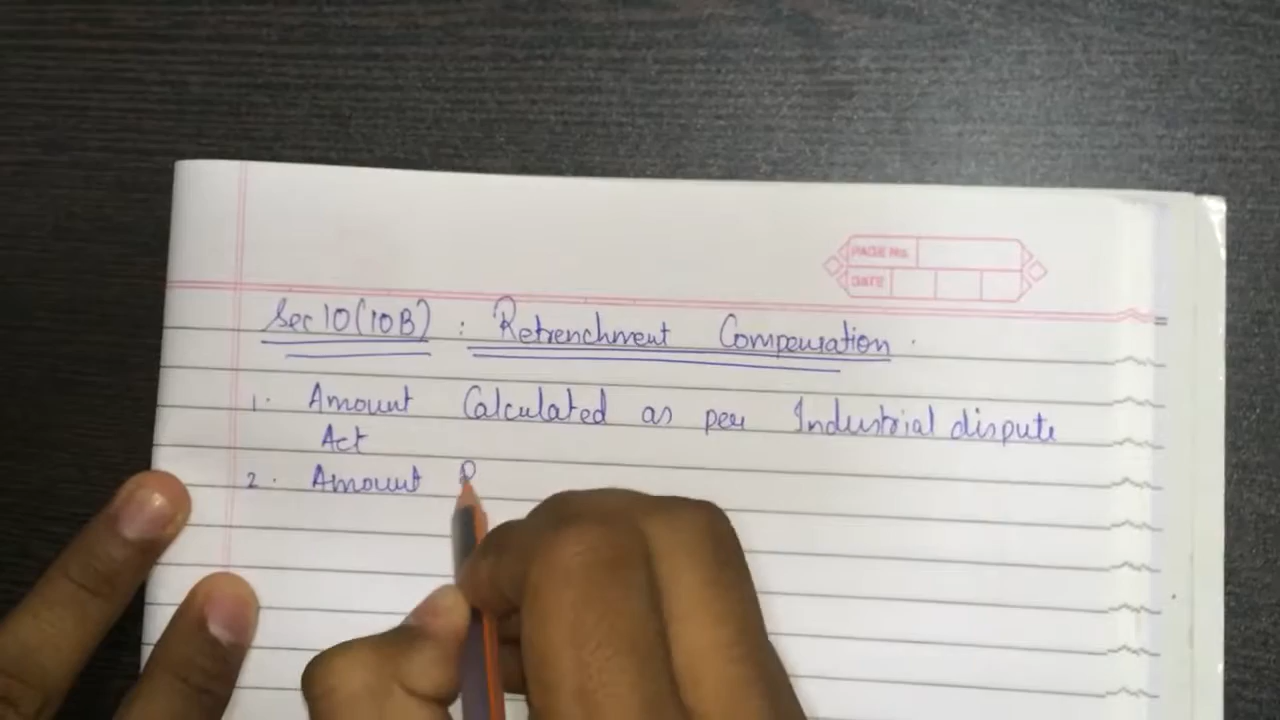 PAGE No.
DATE
Sec 10(10B) : Retrenchment Compensation.
1. Amount Calculated as per Industrial dispute
Act
2. Amount R